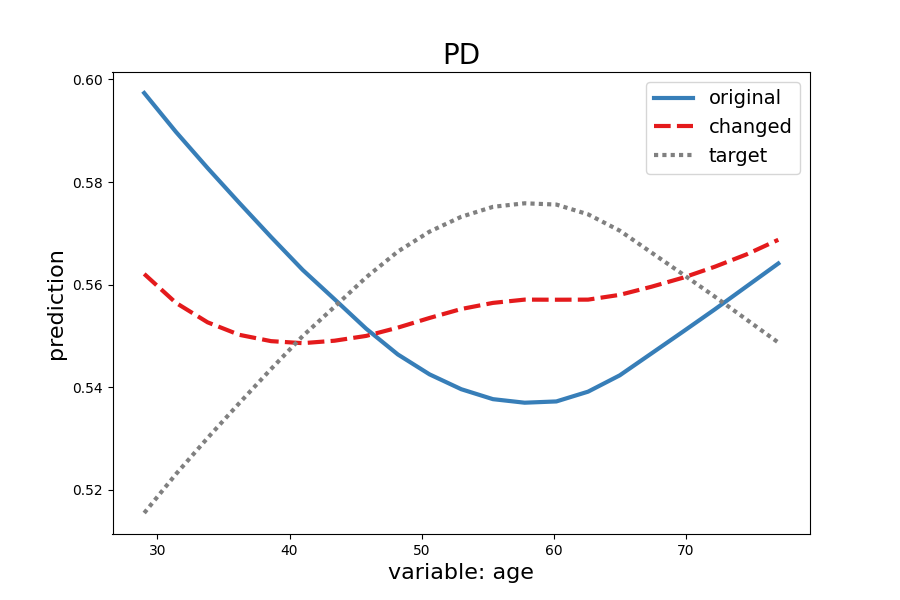 PD
original
changed
target
prediction
0.60
0.58
0.56
0.54
0.52
30 40 50 60 70
variable: age